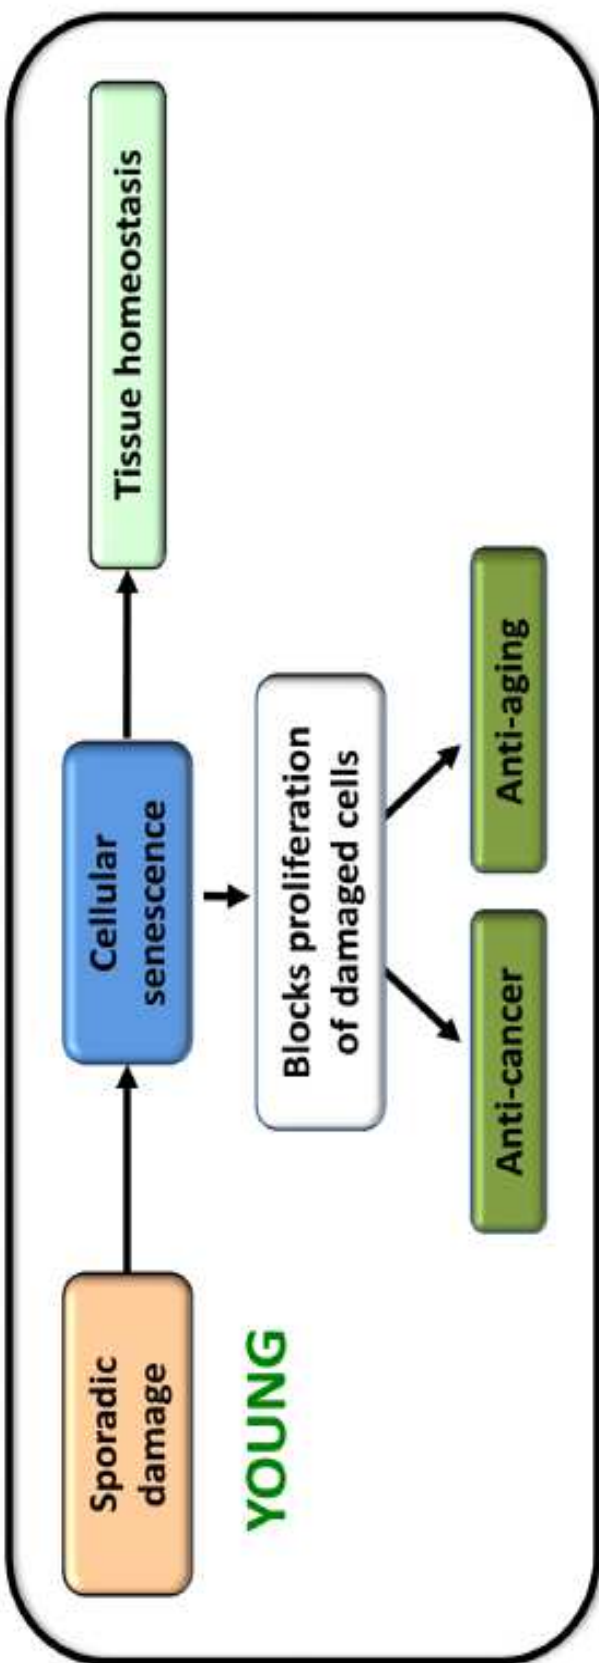 Sporadic
damage
Cellular
senescence
Tissue homeostasis
YOUNG
Blocks proliferation
of damaged cells
Anti-cancer
Anti-aging